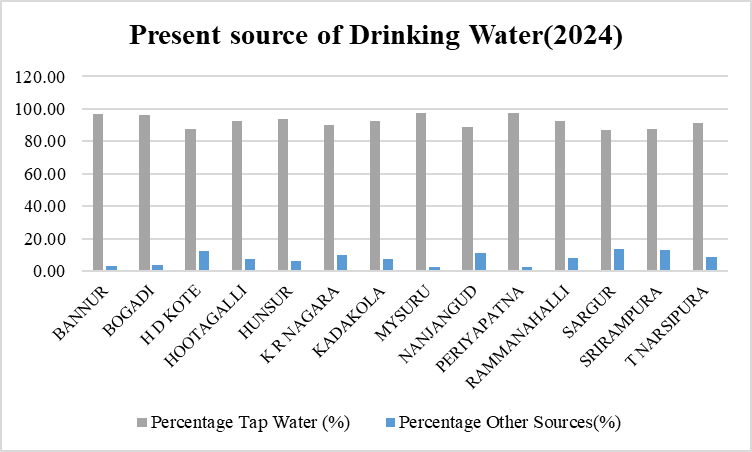 Present source of Drinking Water(2024)
120.00
100.00
80.00
60.00
40.00
20.00
0.00
BANNUR
BOGADI
H D KOTE
HOOTAGALLI
HUNSUR
K R NAGARA
KADAKOLA
MYSURU
NANJANGUD
PERIYAPATNA
RAMMANAHALLI
SARGUR
SRIRAMPURA
T NARSIPURA
Percentage Tap Water (%)
Percentage Other Sources(%)